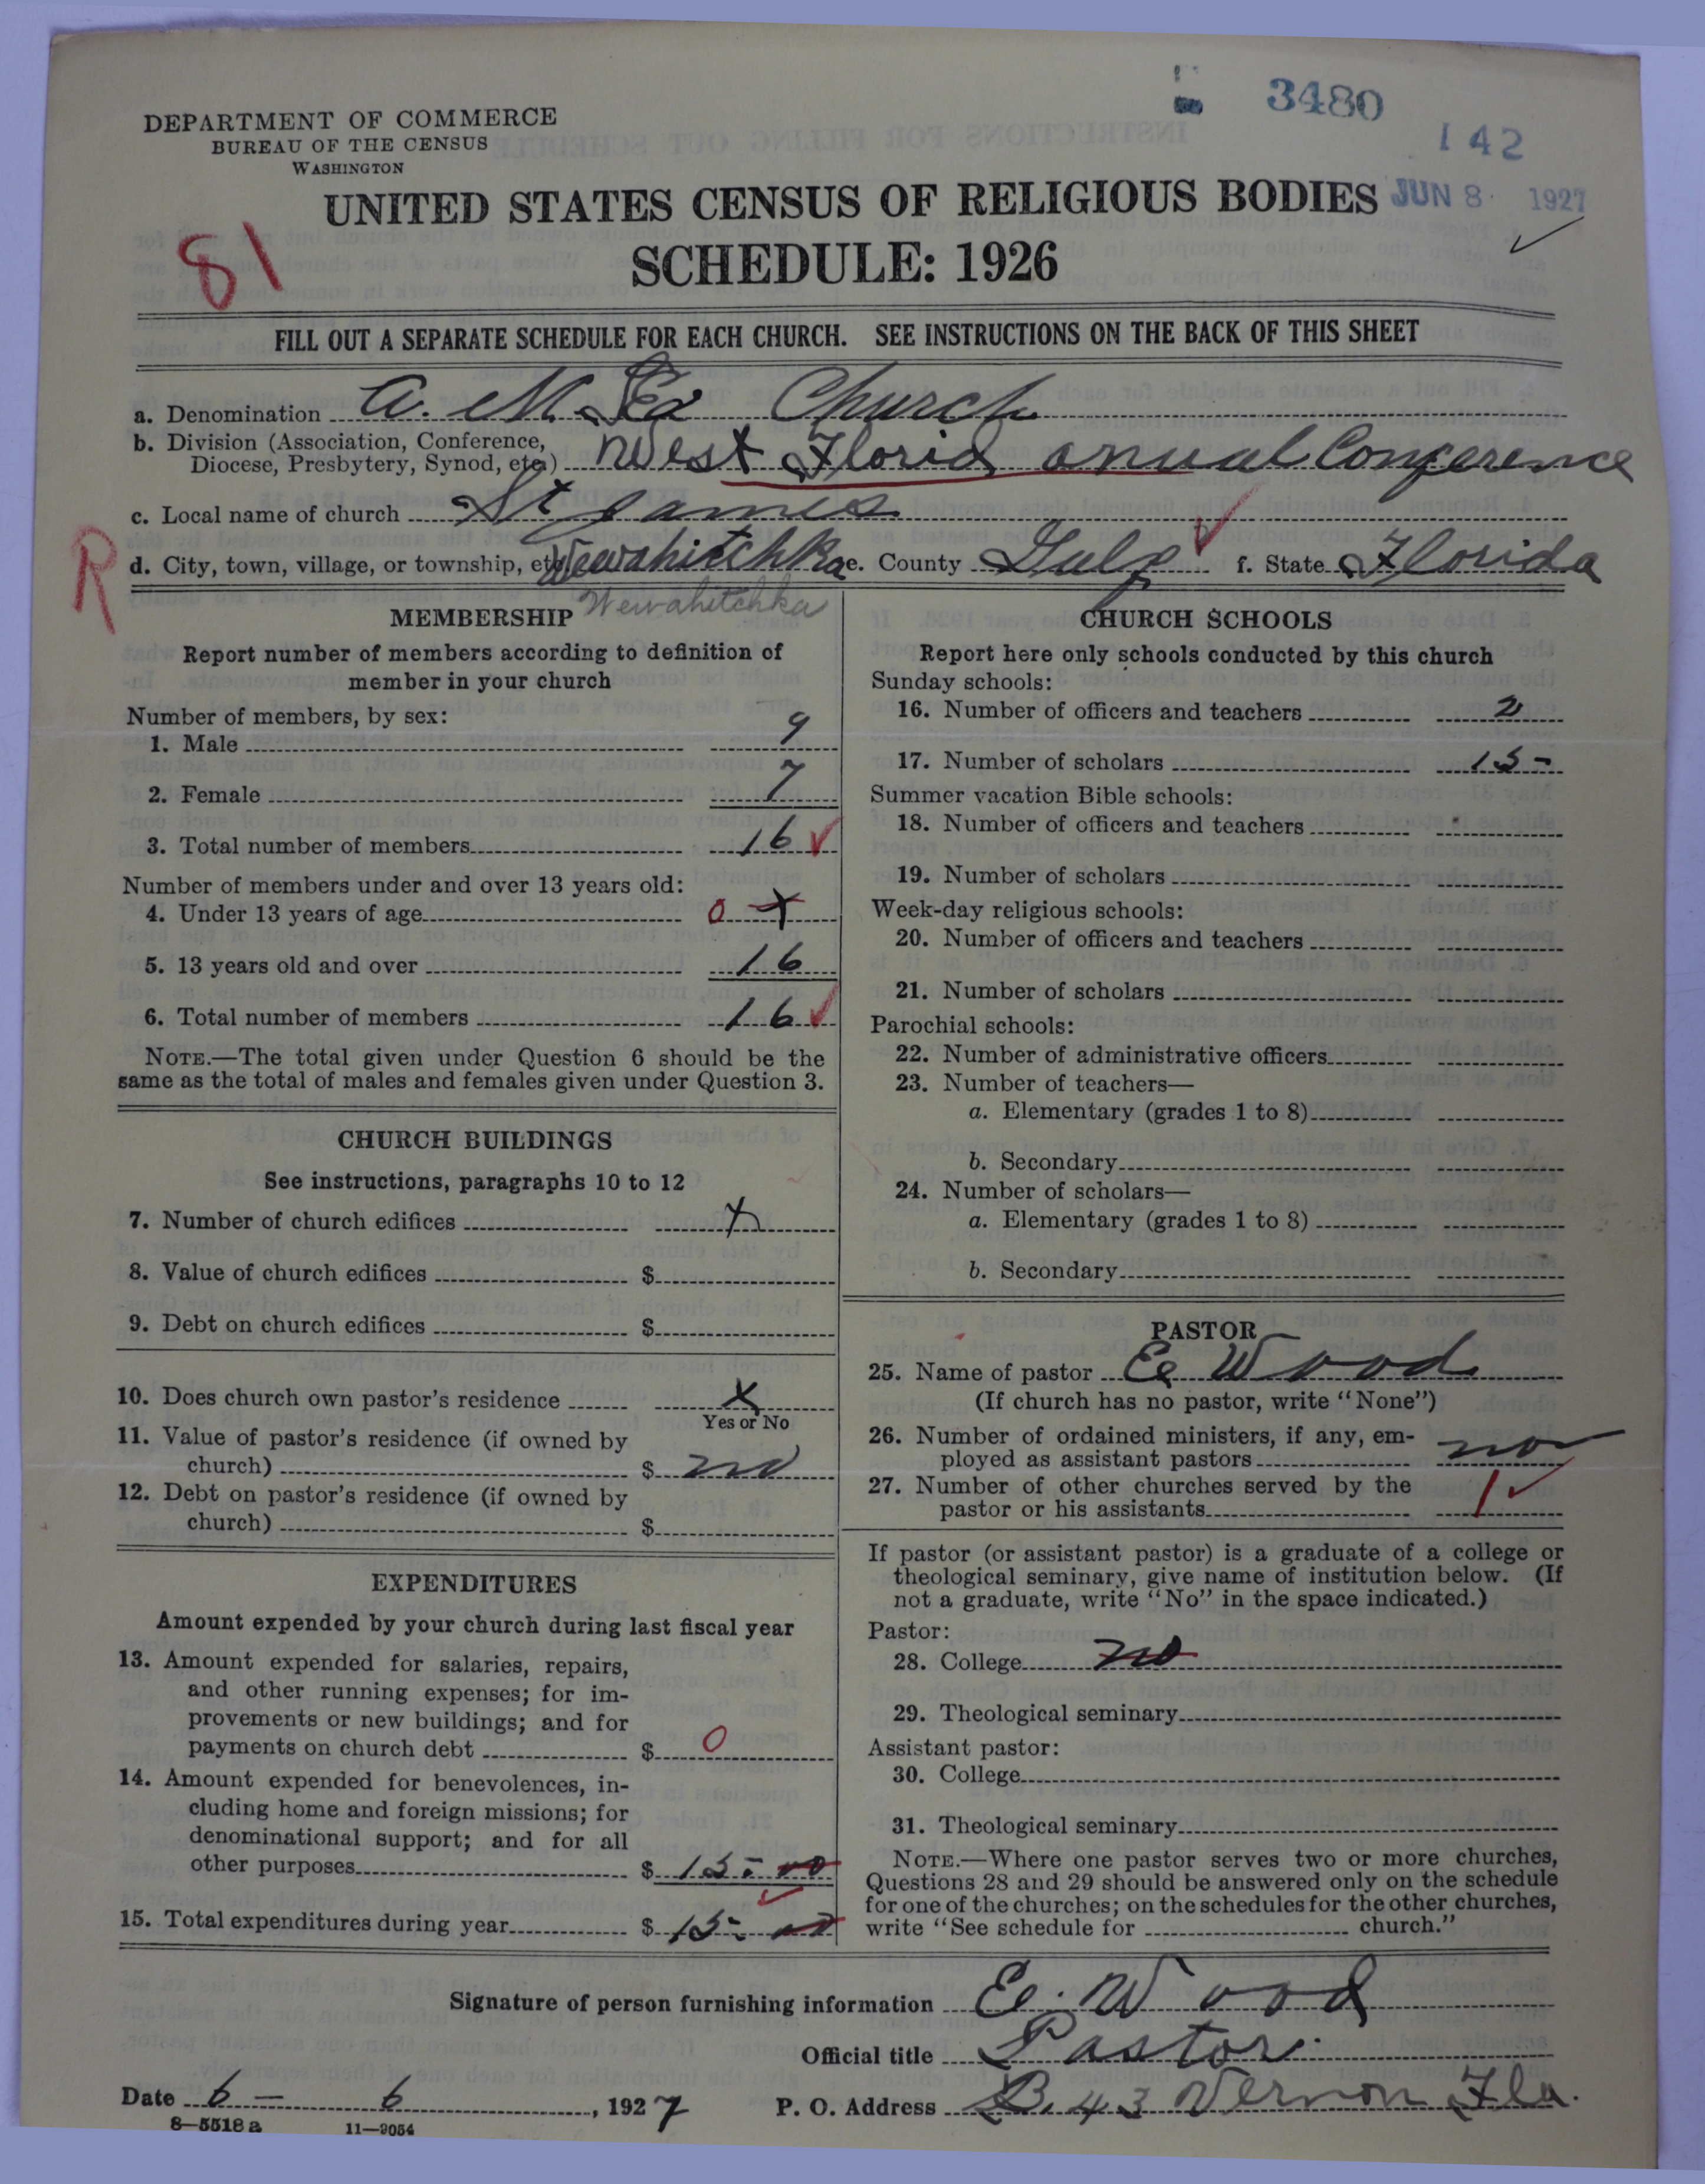 3480
142
DEPARTMENT OF COMMERCE
BUREAU OF THE CENSUS
WASHINGTON
UNITED STATES CENSUS OF RELIGIOUS BODIES
JUN 8 1927
81
SCHEDULE: 1926
FILL OUT A SEPARATE SCHEDULE FOR EACH CHURCH. SEE INSTRUCTIONS ON THE BACK OF THIS SHEET
a. Denomination A. M. E. Church
b. Division (Association, Conference, Diocese, Presbytery, Synod, etc.) West Florida anual Conference
c. Local name of church St James
R
d. City, town, village, or township, etc. Wewahitchka e. County Gulf f. State Florida
Wewahitchka
MEMBERSHIP
Report number of members according to definition of
member in your church
Number of members, by sex:
1. Male 9
2. Female 7
3. Total number of members 16
Number of members under and over 13 years old:
4. Under 13 years of age 0 x
5. 13 years old and over 16
6. Total number of members 16
NOTE.—The total given under Question 6 should be the
same as the total of males and females given under Question 3.
CHURCH BUILDINGS
See instructions, paragraphs 10 to 12
7. Number of church edifices x
8. Value of church edifices $
9. Debt on church edifices $
10. Does church own pastor's residence x
Yes or No
11. Value of pastor's residence (if owned by
church) $ no
12. Debt on pastor's residence (if owned by
church) $
EXPENDITURES
Amount expended by your church during last fiscal year
13. Amount expended for salaries, repairs,
and other running expenses; for im-
provements or new buildings; and for
payments on church debt $ 0
14. Amount expended for benevolences, in-
cluding home and foreign missions; for
denominational support; and for all
other purposes $ 15- 00
15. Total expenditures during year $ 15- 00
CHURCH SCHOOLS
Report here only schools conducted by this church
Sunday schools:
16. Number of officers and teachers 2
17. Number of scholars 15-
Summer vacation Bible schools:
18. Number of officers and teachers
19. Number of scholars
Week-day religious schools:
20. Number of officers and teachers
21. Number of scholars
Parochial schools:
22. Number of administrative officers
23. Number of teachers—
a. Elementary (grades 1 to 8)
b. Secondary
24. Number of scholars—
a. Elementary (grades 1 to 8)
b. Secondary
PASTOR
25. Name of pastor E. Wood
(If church has no pastor, write "None")
26. Number of ordained ministers, if any, em-
ployed as assistant pastors no
27. Number of other churches served by the
pastor or his assistants 1
If pastor (or assistant pastor) is a graduate of a college or
theological seminary, give name of institution below. (If
not a graduate, write "No" in the space indicated.)
Pastor:
28. College no
29. Theological seminary
Assistant pastor:
30. College
31. Theological seminary
NOTE.—Where one pastor serves two or more churches,
Questions 28 and 29 should be answered only on the schedule
for one of the churches; on the schedules for the other churches,
write "See schedule for church."
Signature of person furnishing information E. Wood
Official title Pastor
Date 6 – 6, 1927 P. O. Address B. 43 Vernon Fla.
8—5518 a 11—9054